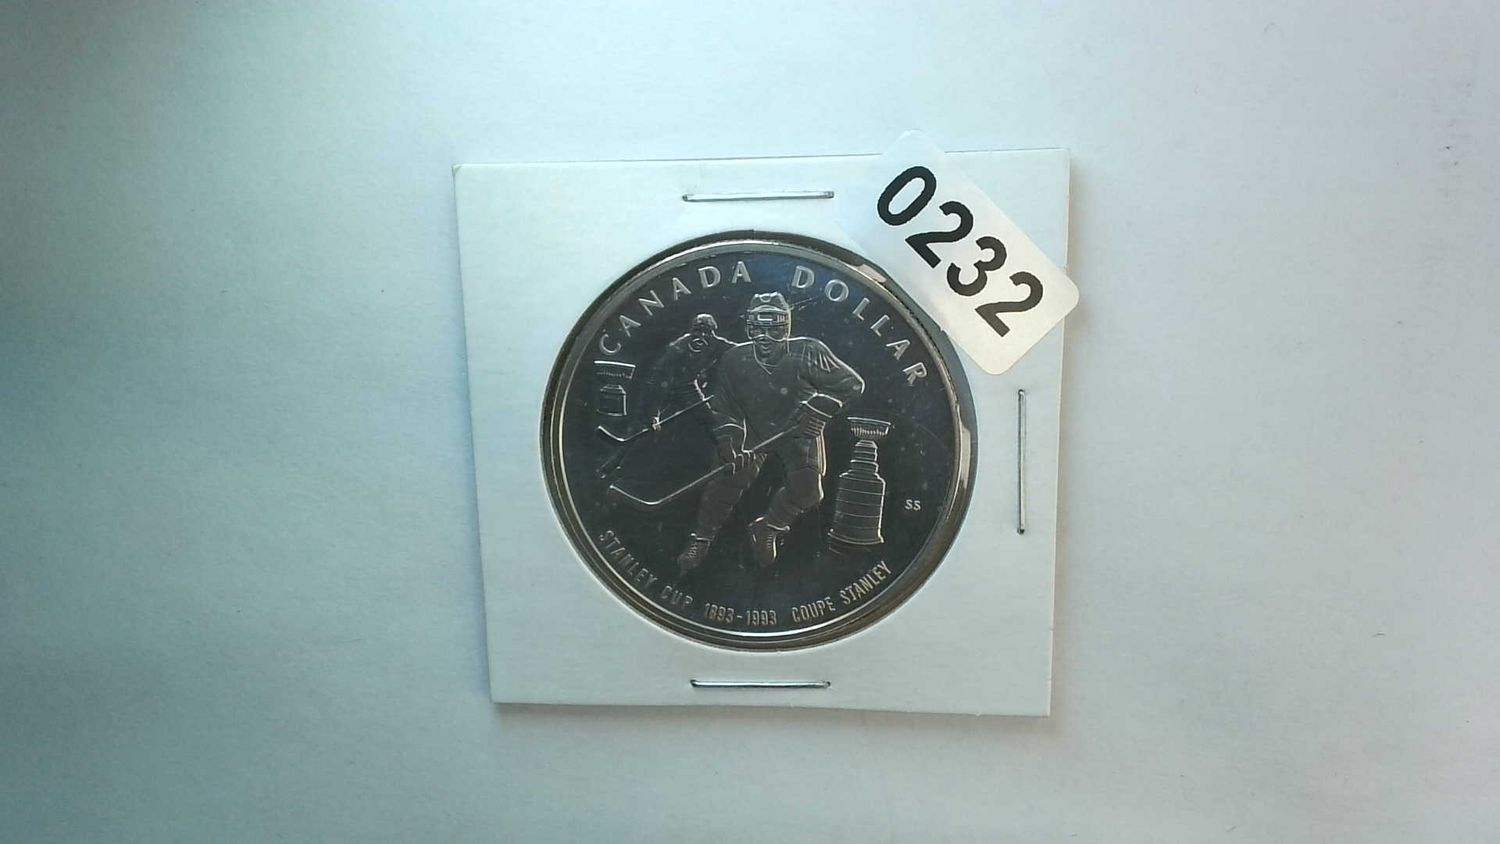 0232
CANADA DOLLAR
SS
STANLEY CUP 1893-1993 COUPE STANLEY